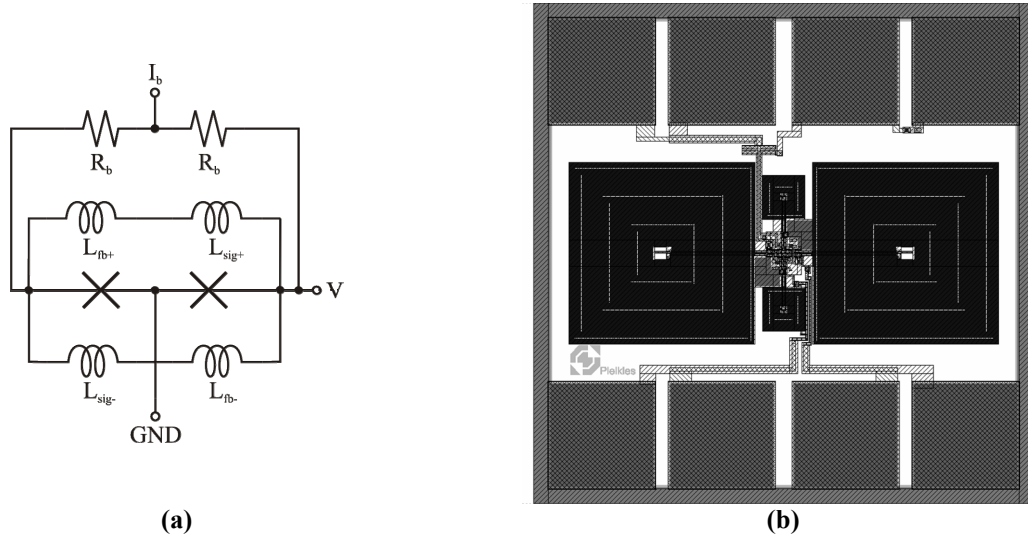 I_b
R_b R_b
L_fb+ L_sig+
V
L_sig- L_fb-
GND
Pleikles
(a) (b)